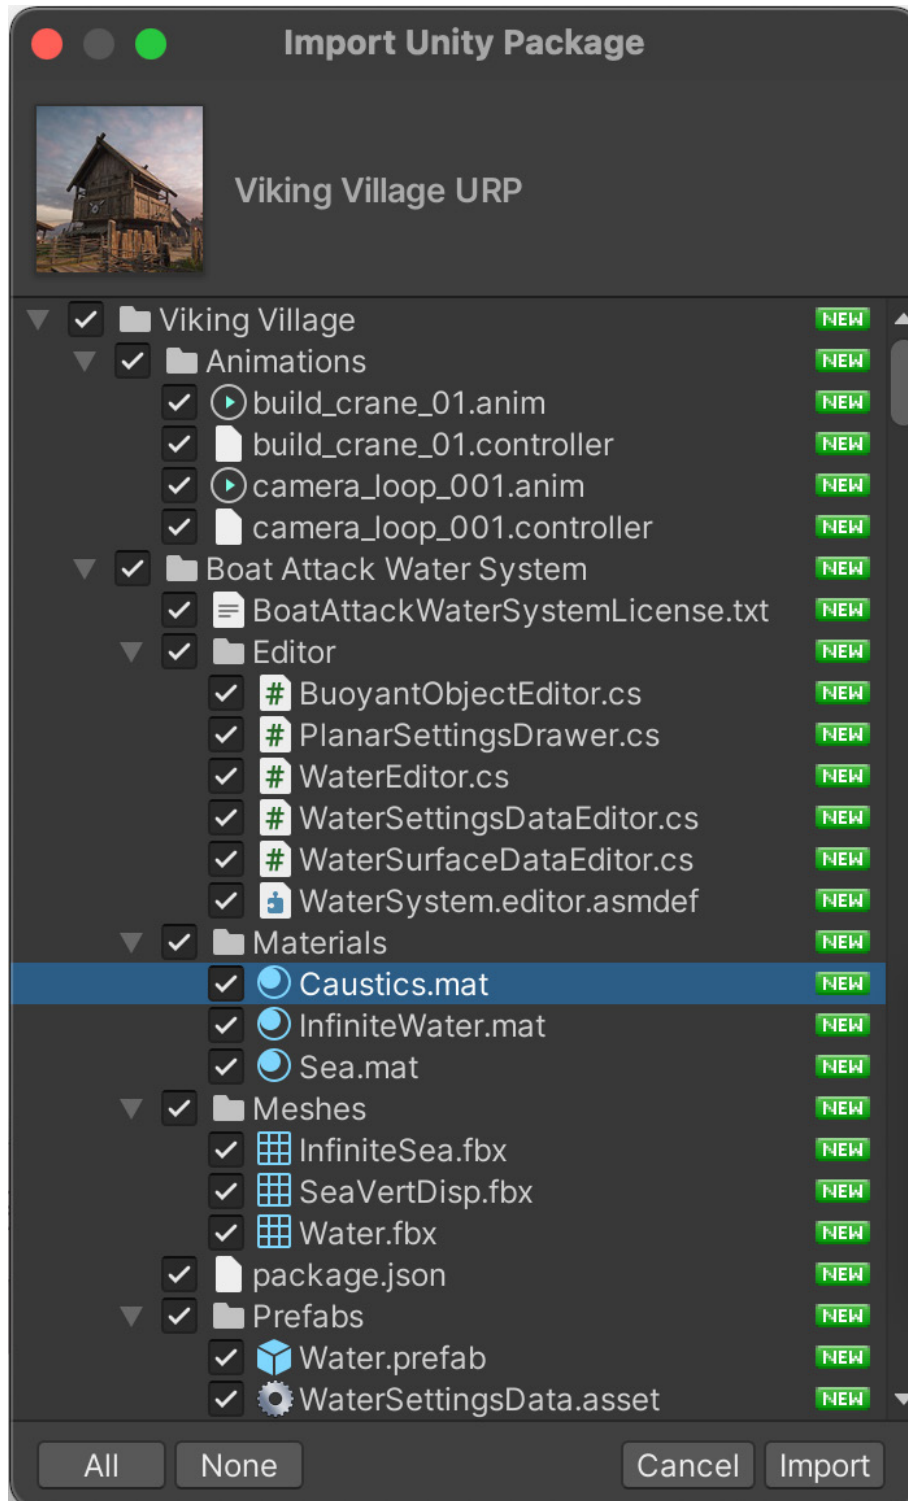 Import Unity Package
Viking Village URP
Viking Village NEW
Animations NEW
build_crane_01.anim NEW
build_crane_01.controller NEW
camera_loop_001.anim NEW
camera_loop_001.controller NEW
Boat Attack Water System NEW
BoatAttackWaterSystemLicense.txt NEW
Editor NEW
# BuoyantObjectEditor.cs NEW
# PlanarSettingsDrawer.cs NEW
# WaterEditor.cs NEW
# WaterSettingsDataEditor.cs NEW
# WaterSurfaceDataEditor.cs NEW
WaterSystem.editor.asmdef NEW
Materials NEW
Caustics.mat NEW
InfiniteWater.mat NEW
Sea.mat NEW
Meshes NEW
InfiniteSea.fbx NEW
SeaVertDisp.fbx NEW
Water.fbx NEW
package.json NEW
Prefabs NEW
Water.prefab NEW
WaterSettingsData.asset NEW
All None Cancel Import